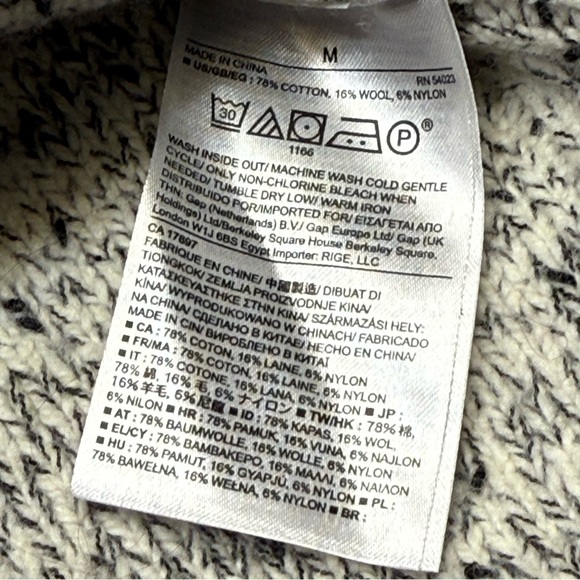 M
MADE IN CHINA RN 54023
■ US/GB/EG : 78% COTTON, 16% WOOL, 6% NYLON
30 P®
1166
WASH INSIDE OUT/ MACHINE WASH COLD GENTLE
CYCLE/ ONLY NON-CHLORINE BLEACH WHEN
NEEDED/ TUMBLE DRY LOW/ WARM IRON
DISTRIBUIDO POR/IMPORTED FOR/ ΕΙΣΑΓΕΤΑΙ ΑΠΟ
ΤΗΝ: Gap (Netherlands) B.V./ Gap Europe Ltd/ Gap (UK
Holdings) Ltd/Berkeley Square House Berkeley Square,
London W1J 6BS Egypt Importer: RIGE, LLC
CA 17897
FABRIQUE EN CHINE/ 中國製造/ DIBUAT DI
TIONGKOK/ ZEMLJA PROIZVODNJE KINA/
ΚΑΤΑΣΚΕΥΑΣΤΗΚΕ ΣΤΗΝ ΚΙΝΑ/ SZÁRMAZÁSI HELY:
KÍNA/ WYPRODUKOWANO W CHINACH/ FABRICADO
NA CHINA/ СДЕЛАНО В КИТАЕ/ HECHO EN CHINA/
MADE IN CIN/ ВИРОБЛЕНО В КИТАЇ
■ CA : 78% COTON, 16% LAINE, 6% NYLON
■ FR/MA : 78% COTON, 16% LAINE, 6% NYLON
■ IT : 78% COTONE, 16% LANA, 6% NYLON ■ JP :
78% 綿, 16% 毛, 6% ナイロン ■ TW/HK : 78% 棉,
16% 羊毛, 6% 尼龍 ■ ID : 78% KAPAS, 16% WOL,
6% NILON ■ HR : 78% PAMUK, 16% VUNA, 6% NAJLON
■ AT : 78% BAUMWOLLE, 16% WOLLE, 6% NYLON
■ EL/CY : 78% ΒΑΜΒΑΚΕΡΟ, 16% ΜΑΛΛΙ, 6% ΝΑΙΛΟΝ
■ HU : 78% PAMUT, 16% GYAPJÚ, 6% NYLON ■ PL :
78% BAWEŁNA, 16% WEŁNA, 6% NYLON ■ BR :